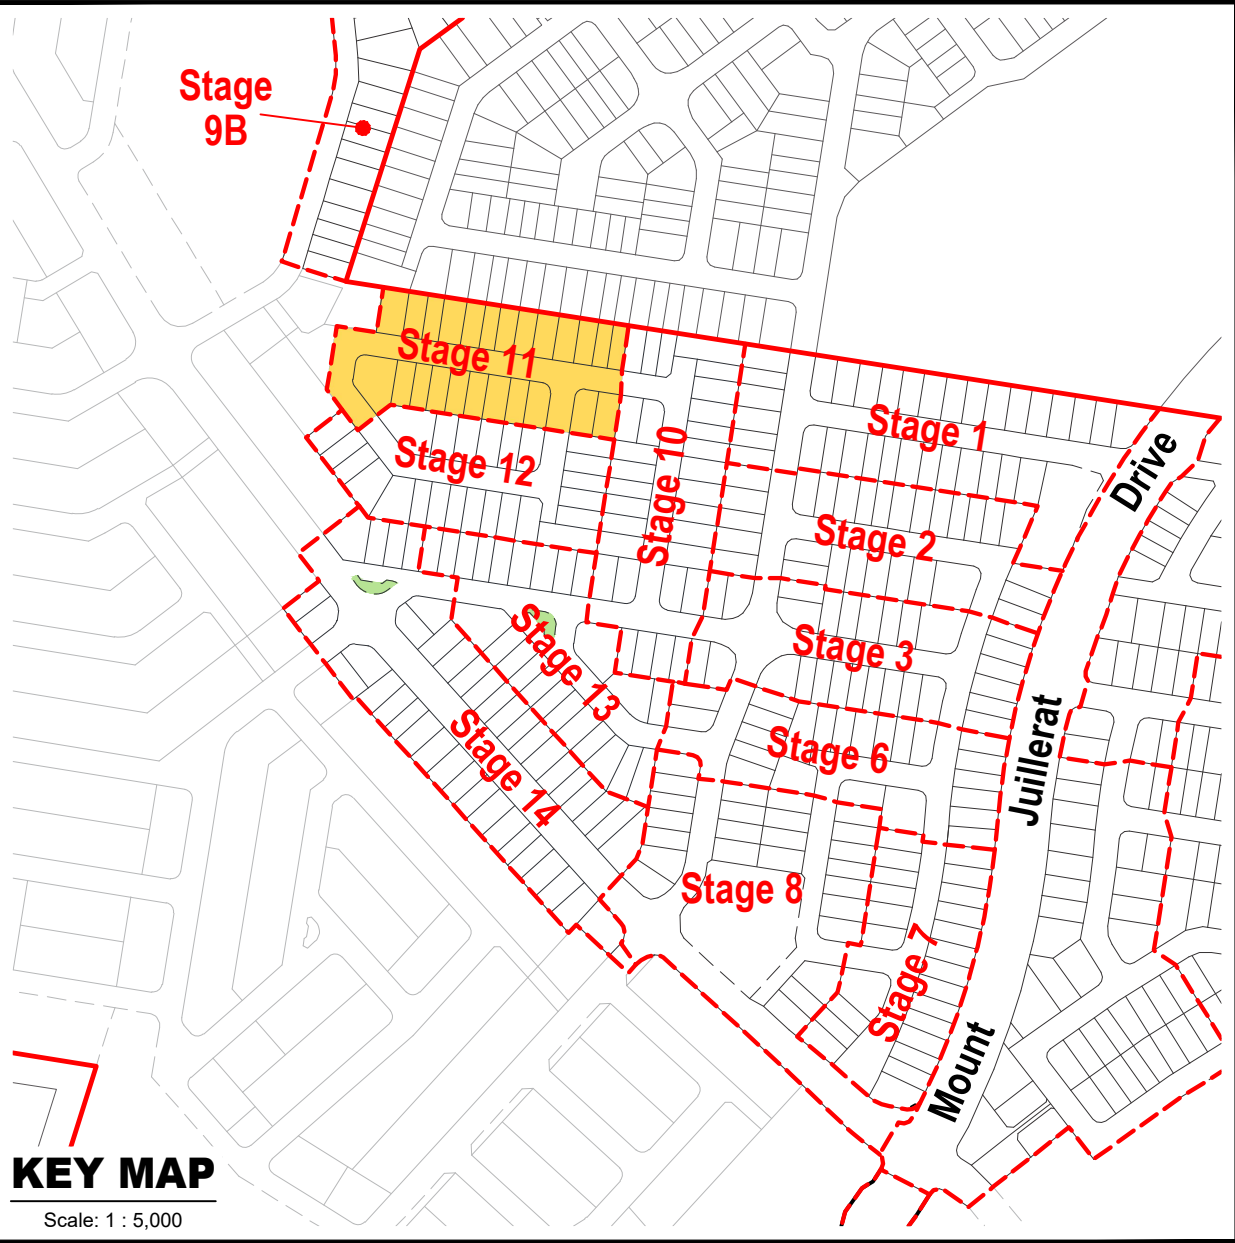 Stage
9B
Stage 11
Stage 1
Stage 12
Stage 10
Drive
Stage 2
Stage 3
Stage 13
Stage 6
Juillerat
Stage 14
Stage 8
Stage 7
Mount
KEY MAP
Scale: 1 : 5,000